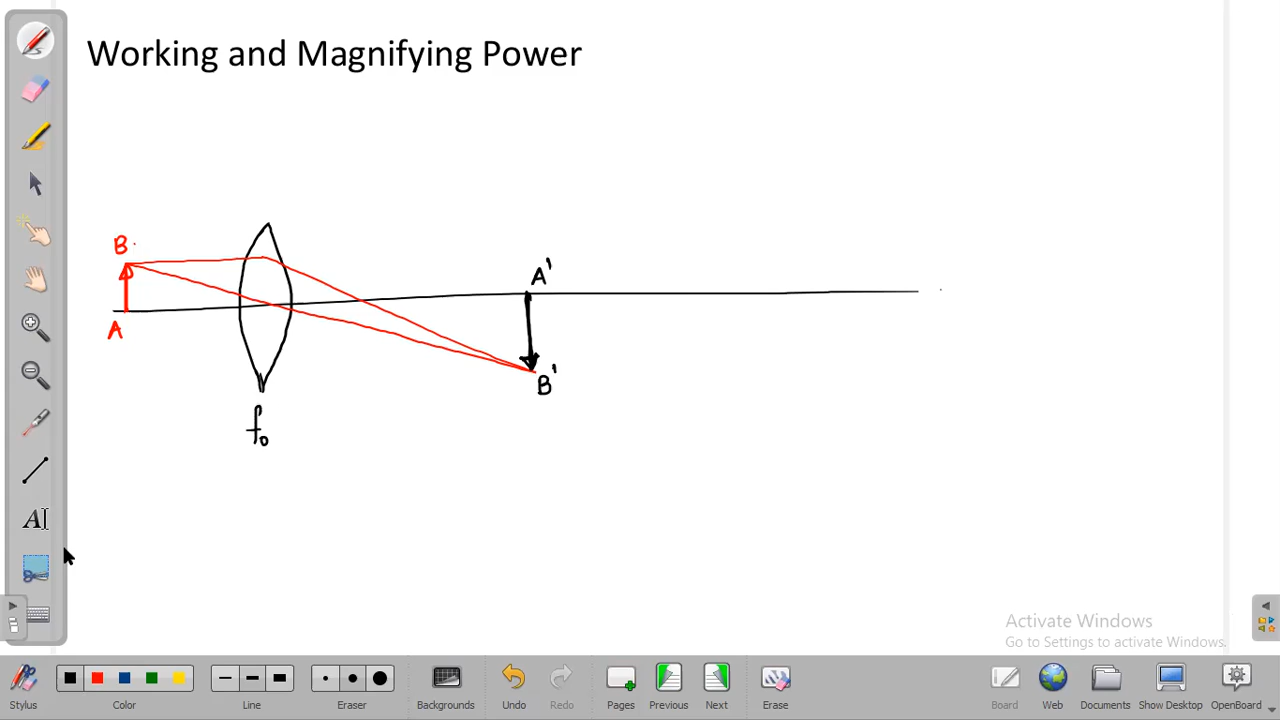 Working and Magnifying Power
B
A'
A
B'
fo
Activate Windows
Go to Settings to activate Windows.
A
Stylus
Color
Line
Eraser
Backgrounds
Undo
Redo
Pages
Previous
Next
Erase
Board
Web
Documents
Show Desktop
OpenBoard